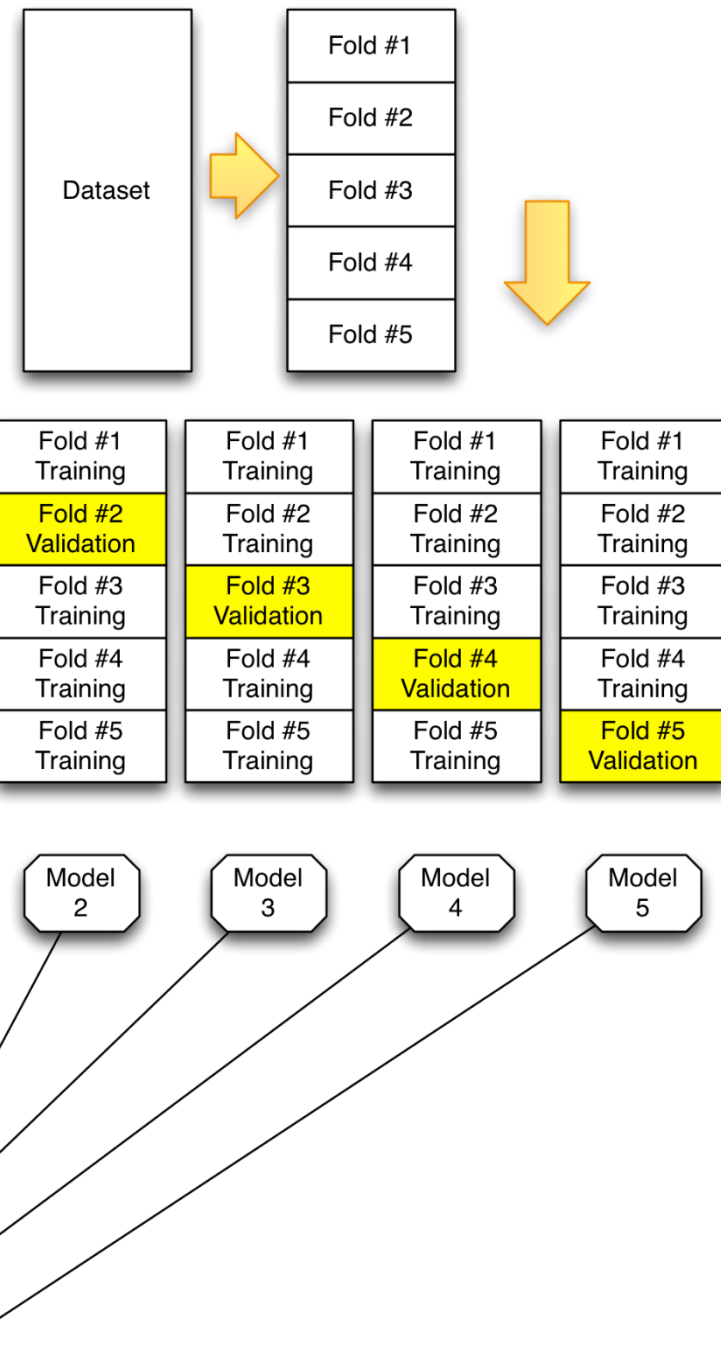 Dataset
Fold #1
Fold #2
Fold #3
Fold #4
Fold #5
Fold #1
Training
Fold #2
Validation
Fold #3
Training
Fold #4
Training
Fold #5
Training
Fold #1
Training
Fold #2
Training
Fold #3
Validation
Fold #4
Training
Fold #5
Training
Fold #1
Training
Fold #2
Training
Fold #3
Training
Fold #4
Validation
Fold #5
Training
Fold #1
Training
Fold #2
Training
Fold #3
Training
Fold #4
Training
Fold #5
Validation
Model
2
Model
3
Model
4
Model
5